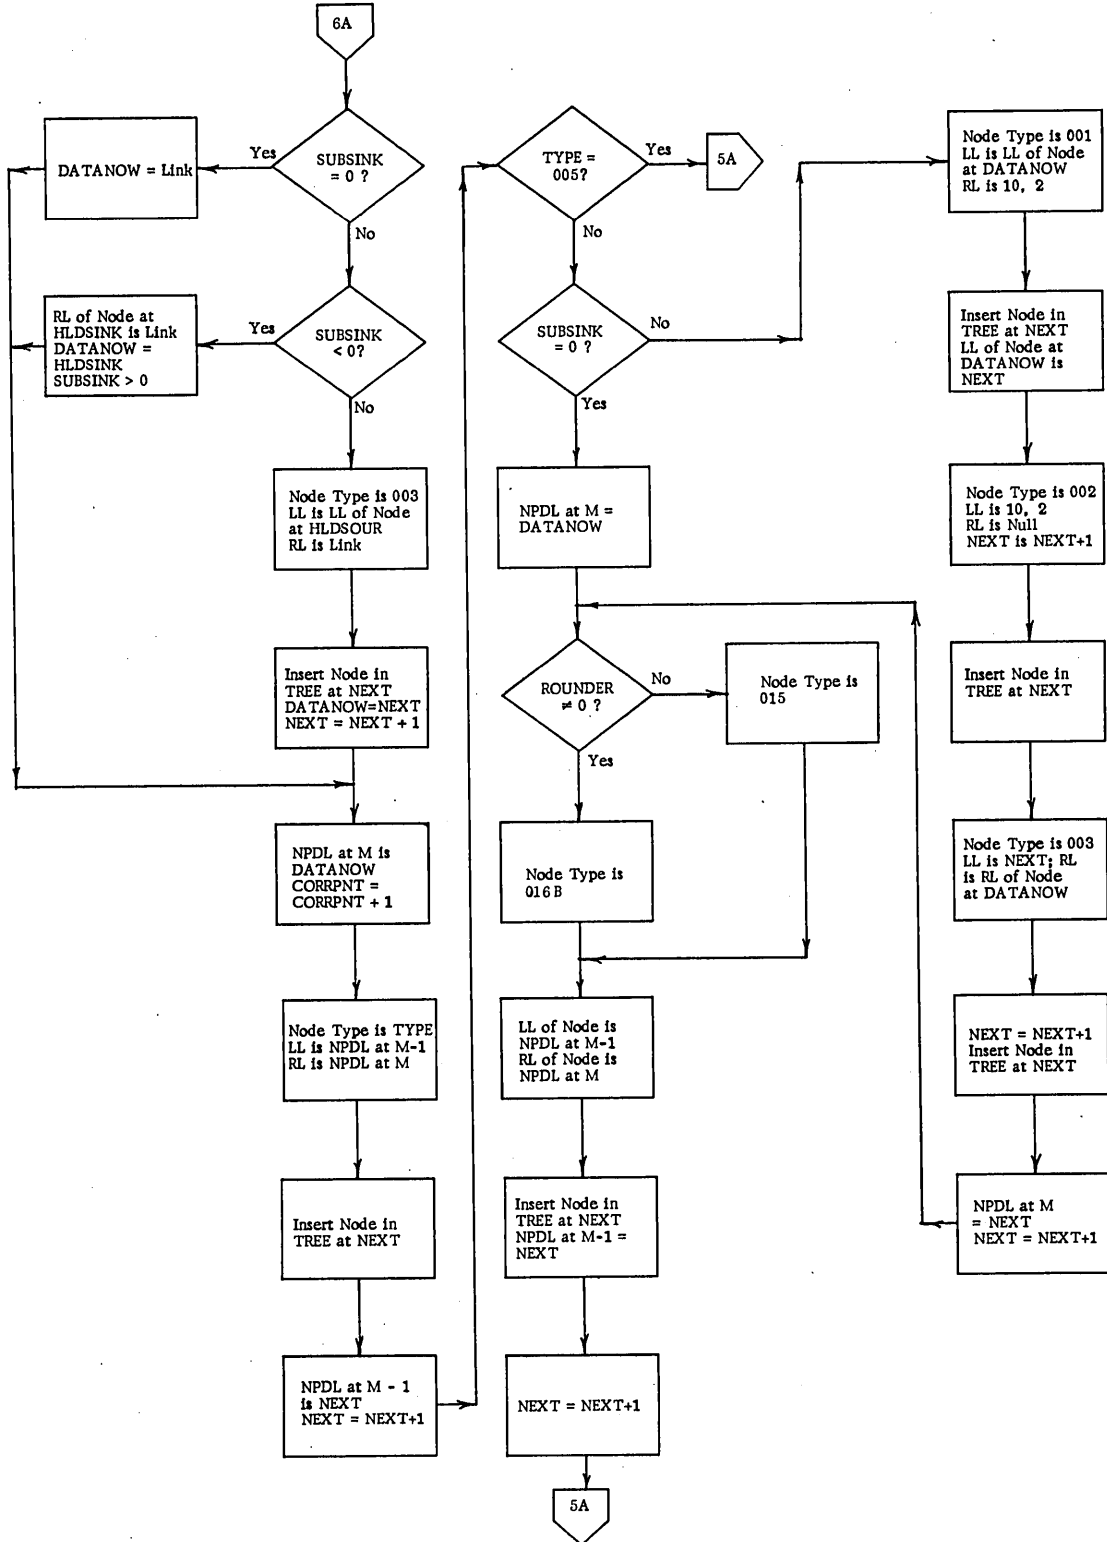 6A
SUBSINK
= 0 ?
Yes
No
DATANOW = Link
SUBSINK
< 0?
Yes
No
RL of Node at
HLDSINK is Link
DATANOW =
HLDSINK
SUBSINK > 0
Node Type is 003
LL is LL of Node
at HLDSOUR
RL is Link
Insert Node in
TREE at NEXT
DATANOW=NEXT
NEXT = NEXT + 1
NPDL at M is
DATANOW
CORRPNT =
CORRPNT + 1
Node Type is TYPE
LL is NPDL at M-1
RL is NPDL at M
Insert Node in
TREE at NEXT
NPDL at M - 1
is NEXT
NEXT = NEXT+1
TYPE =
005?
Yes
5A
No
SUBSINK
= 0 ?
No
Yes
NPDL at M =
DATANOW
ROUNDER
≠ 0 ?
No
Yes
Node Type is
015
Node Type is
016B
LL of Node is
NPDL at M-1
RL of Node is
NPDL at M
Insert Node in
TREE at NEXT
NPDL at M-1 =
NEXT
NEXT = NEXT+1
5A
Node Type is 001
LL is LL of Node
at DATANOW
RL is 10, 2
Insert Node in
TREE at NEXT
LL of Node at
DATANOW is
NEXT
Node Type is 002
LL is 10, 2
RL is Null
NEXT is NEXT+1
Insert Node in
TREE at NEXT
Node Type is 003
LL is NEXT; RL
is RL of Node
at DATANOW
NEXT = NEXT+1
Insert Node in
TREE at NEXT
NPDL at M
= NEXT
NEXT = NEXT+1